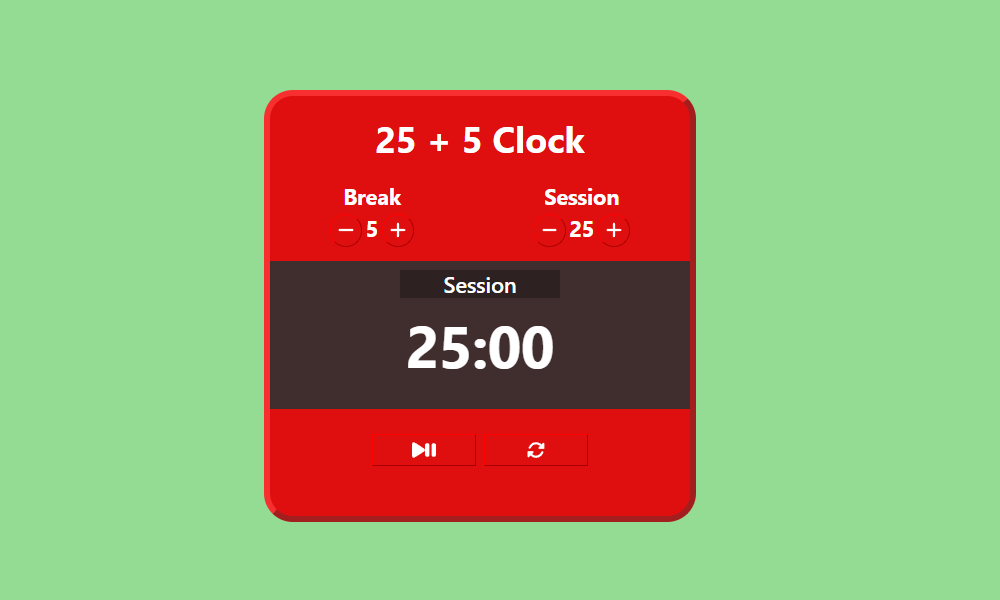 25 + 5 Clock
Break Session
− 5 + − 25 +
Session
25:00